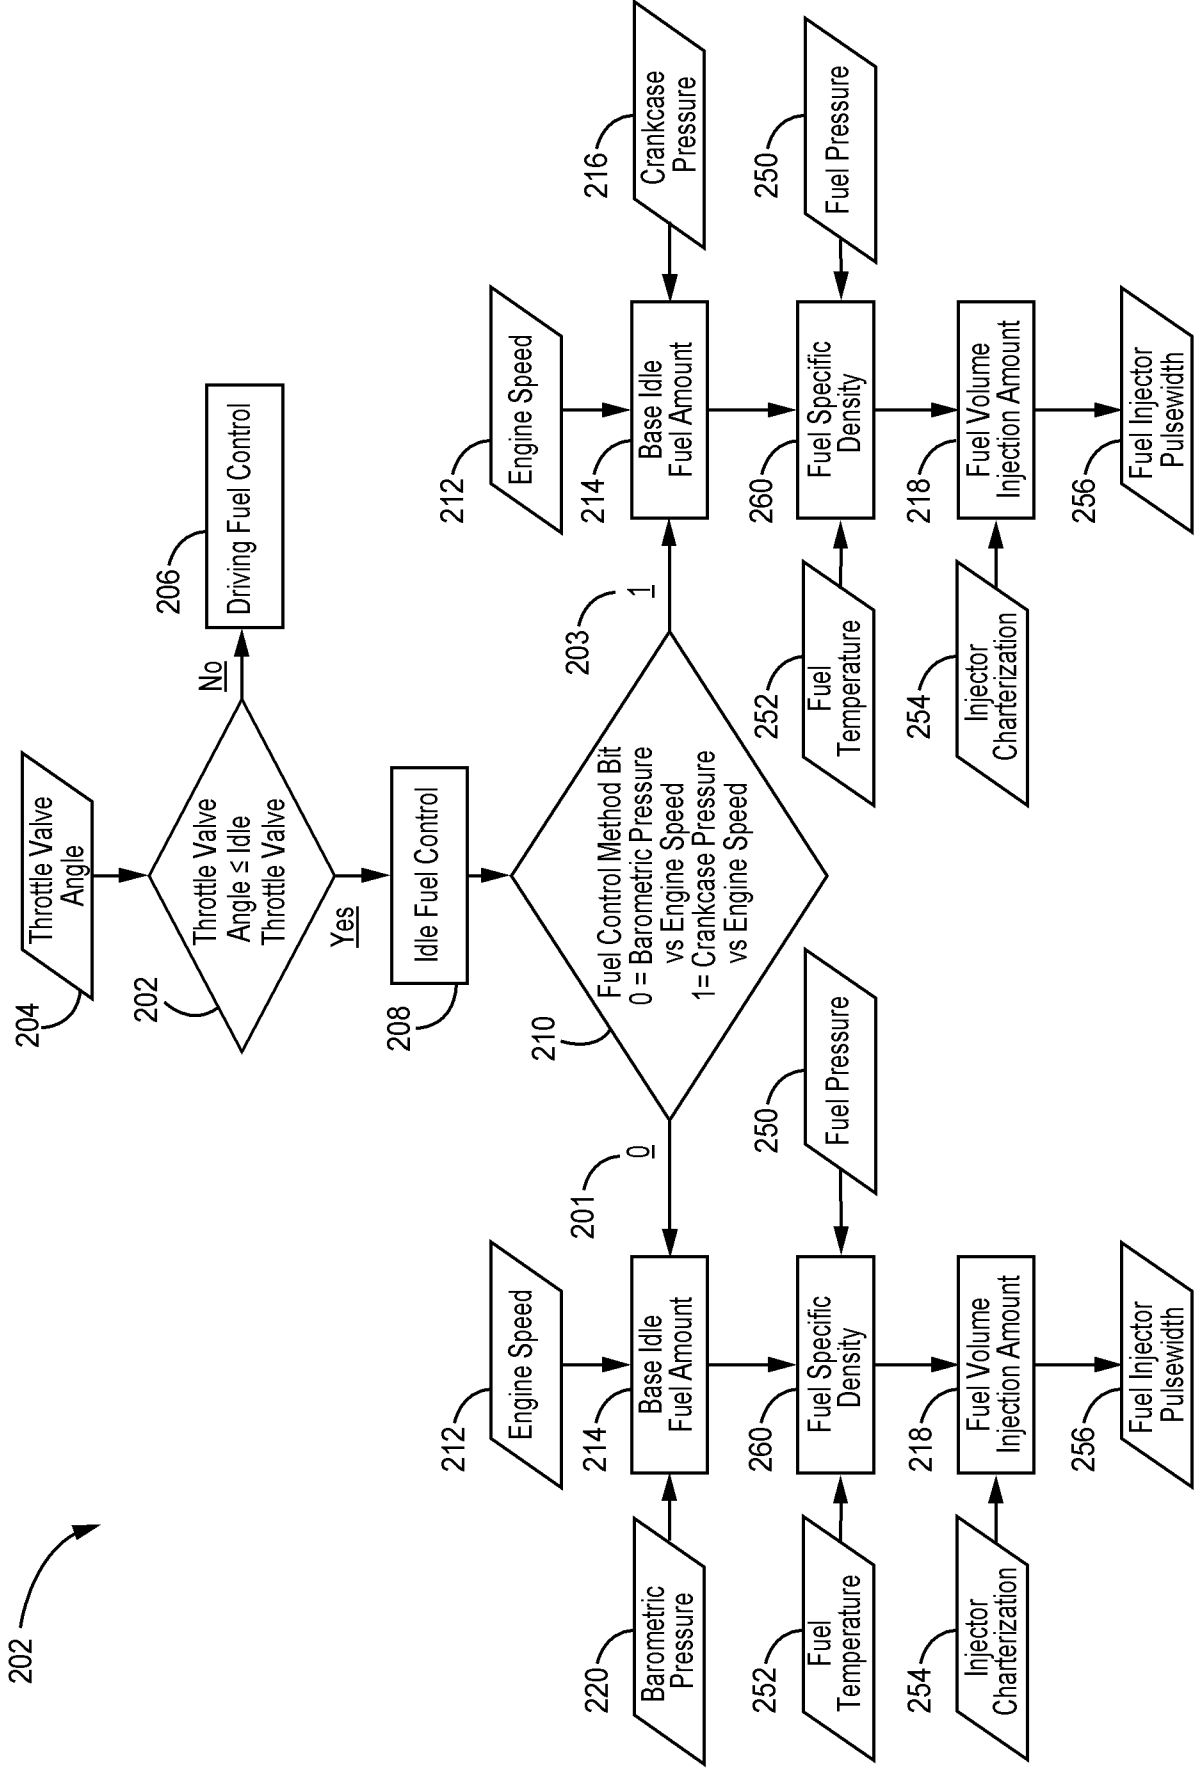 202
204
Throttle Valve
Angle
202
Throttle Valve
Angle ≤ Idle
Throttle Valve
No
206
Driving Fuel Control
Yes
208
Idle Fuel Control
210
Fuel Control Method Bit
0 = Barometric Pressure
vs Engine Speed
1= Crankcase Pressure
vs Engine Speed
201
0
203
1
212
Engine Speed
220
Barometric
Pressure
214
Base Idle
Fuel Amount
252
Fuel
Temperature
260
Fuel Specific
Density
250
Fuel Pressure
254
Injector
Charterization
218
Fuel Volume
Injection Amount
256
Fuel Injector
Pulsewidth
212
Engine Speed
214
Base Idle
Fuel Amount
216
Crankcase
Pressure
252
Fuel
Temperature
260
Fuel Specific
Density
250
Fuel Pressure
254
Injector
Charterization
218
Fuel Volume
Injection Amount
256
Fuel Injector
Pulsewidth